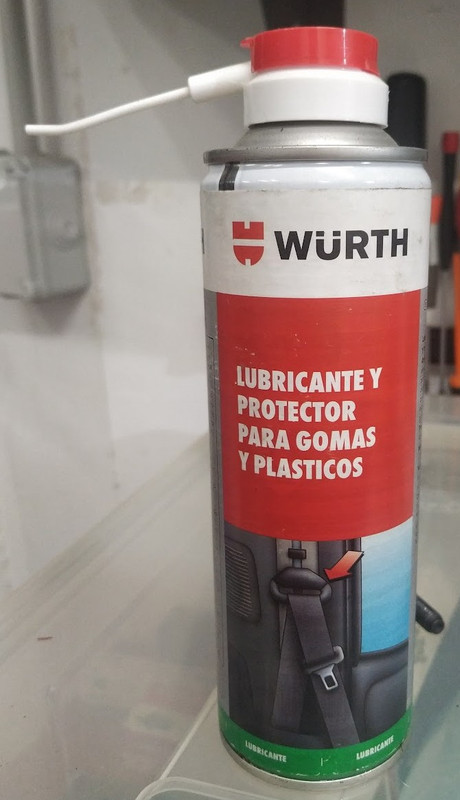 WÜRTH
LUBRICANTE Y
PROTECTOR
PARA GOMAS
Y PLASTICOS
LUBRICANTE
LUBRICANTE